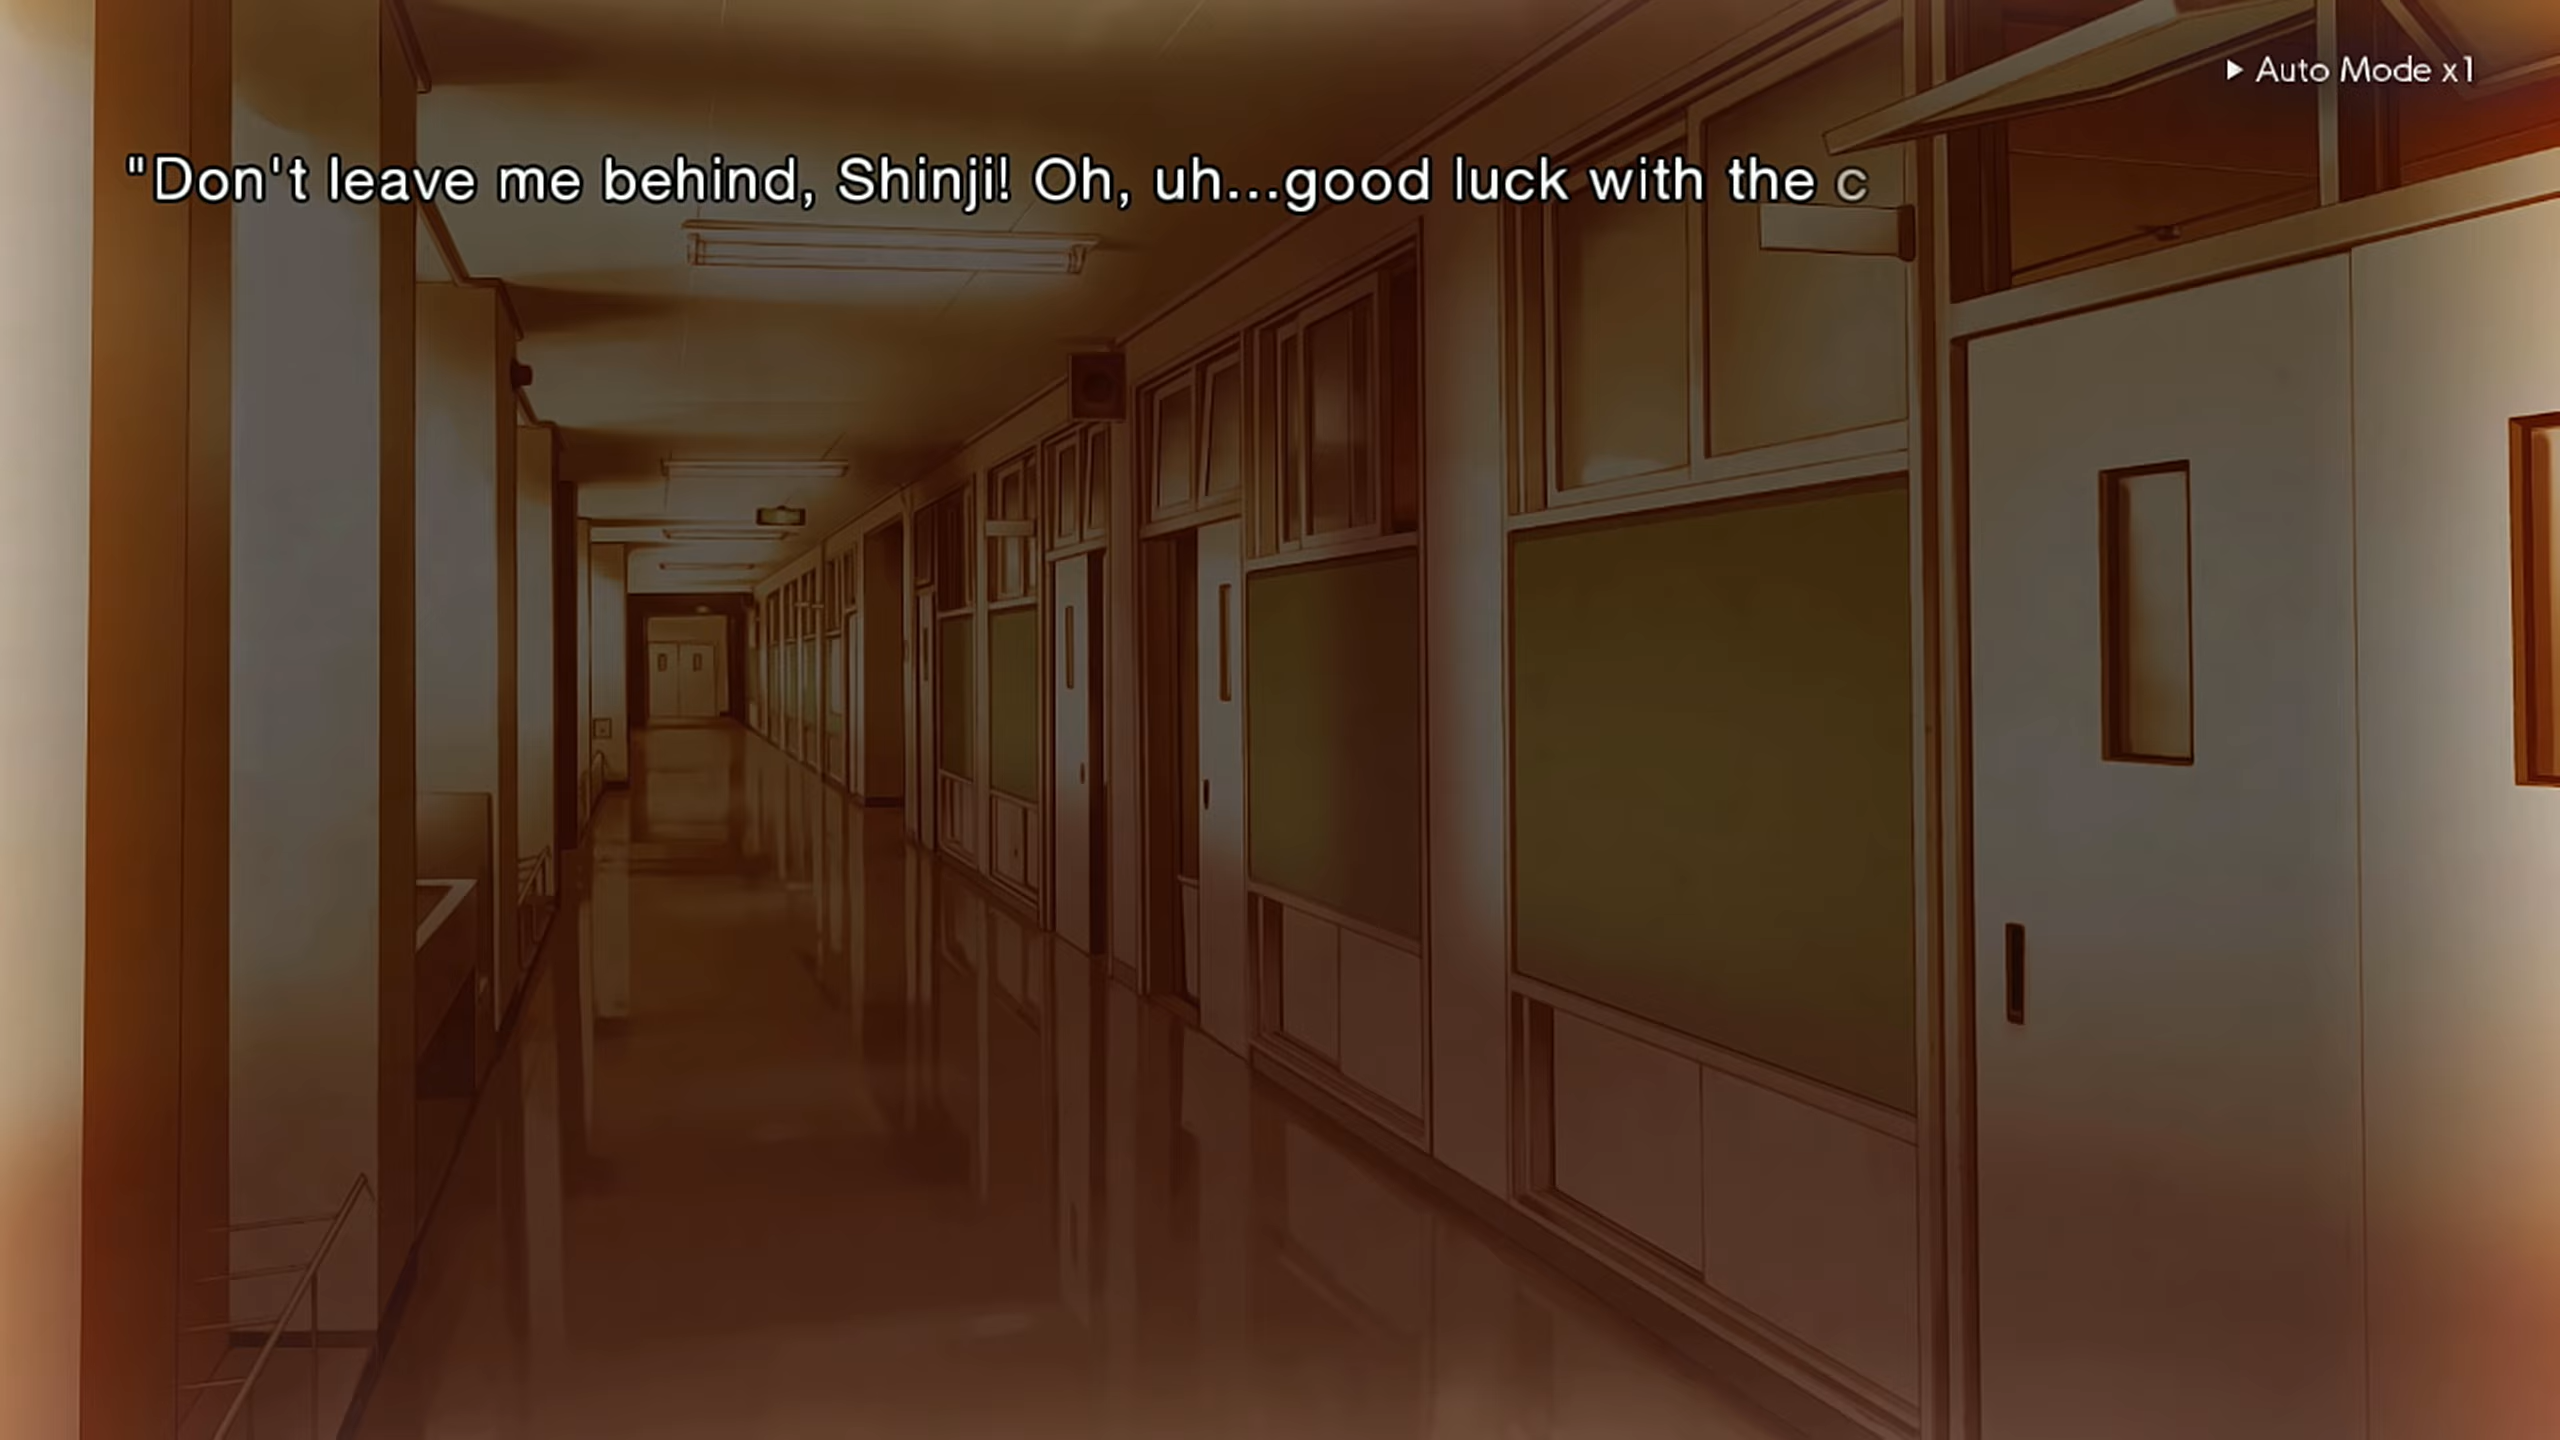 ▶ Auto Mode x1
"Don't leave me behind, Shinji! Oh, uh...good luck with the c